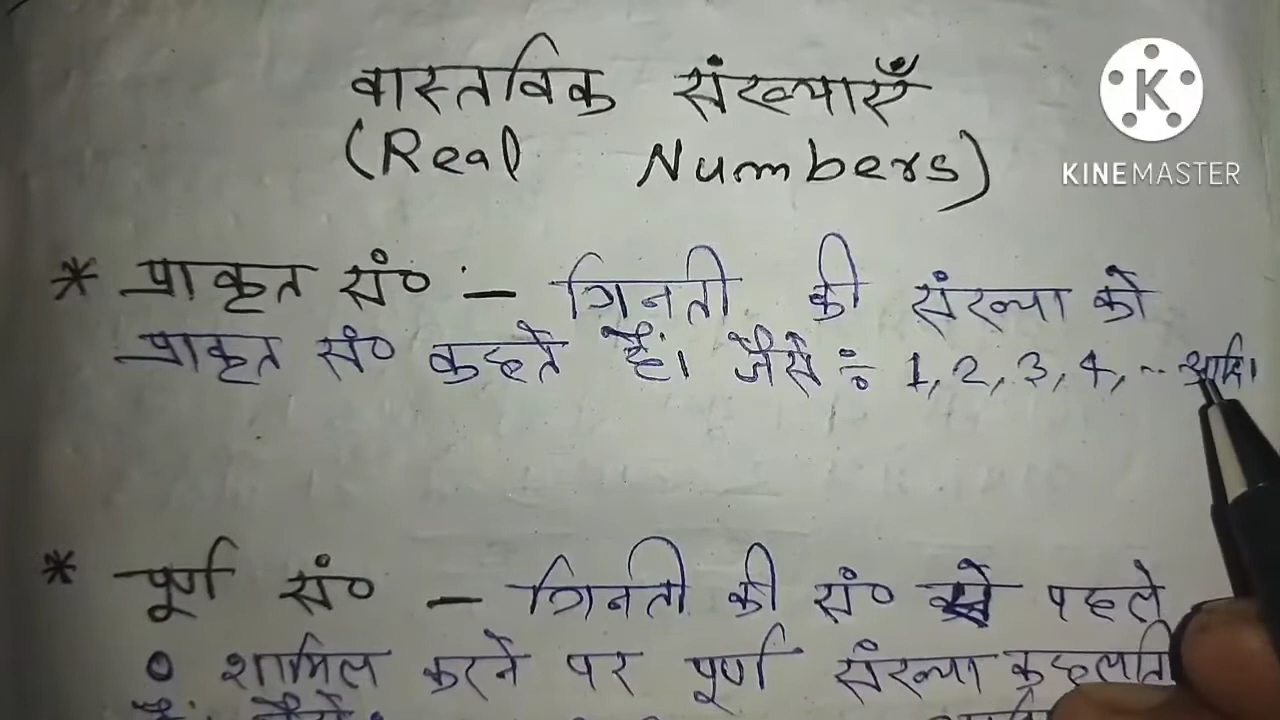 वास्तविक संख्याएँ
(Real Numbers)
K
KINEMASTER
* प्राकृत सं० - गिनती की संख्या को
प्राकृत सं० कहते हैं। जैसे ÷ 1, 2, 3, 4, -- आदि।
* पूर्ण सं० - गिनती की सं० से पहले
0 शामिल करने पर पूर्ण संख्या कहलाती